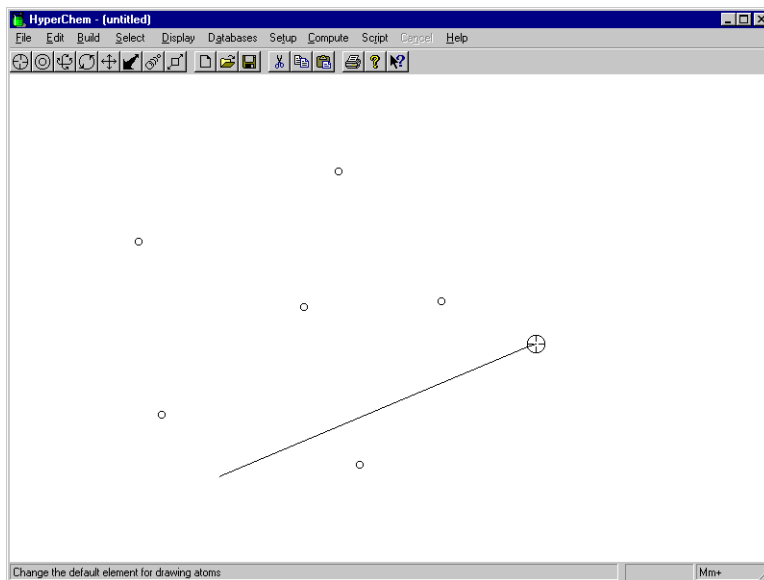 HyperChem - (untitled)
File Edit Build Select Display Databases Setup Compute Script Cancel Help
Change the default element for drawing atoms Mm+